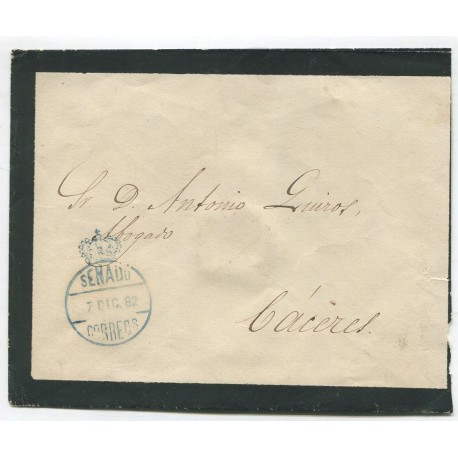 Sr D. Antonio Quiros,
Abogado
SENADO
7 DIC. 82
CORREOS
Cáceres.